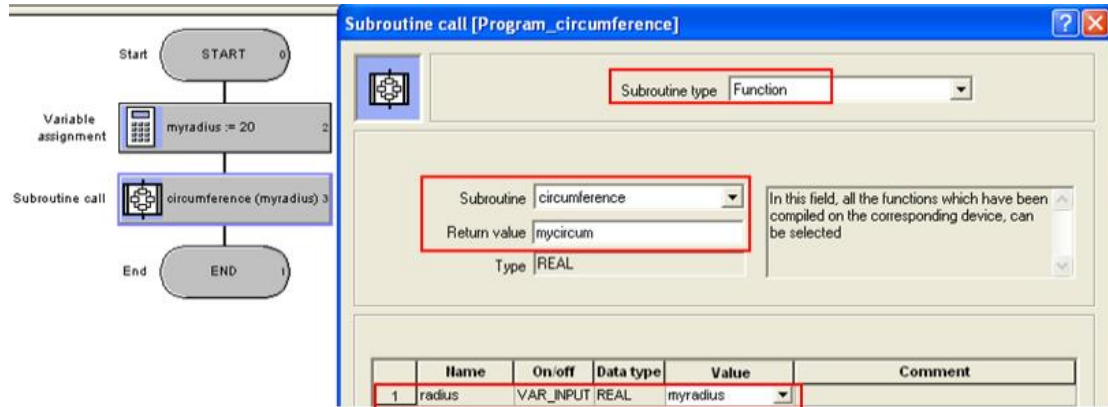 Start
START
0
Variable
assignment
myradius := 20
2
Subroutine call
circumference (myradius) 3
End
END
1
Subroutine call [Program_circumference]
Subroutine type Function
Subroutine circumference
Return value mycircum
Type REAL
In this field, all the functions which have been
compiled on the corresponding device, can
be selected
Name On/off Data type Value Comment
1 radius VAR_INPUT REAL myradius